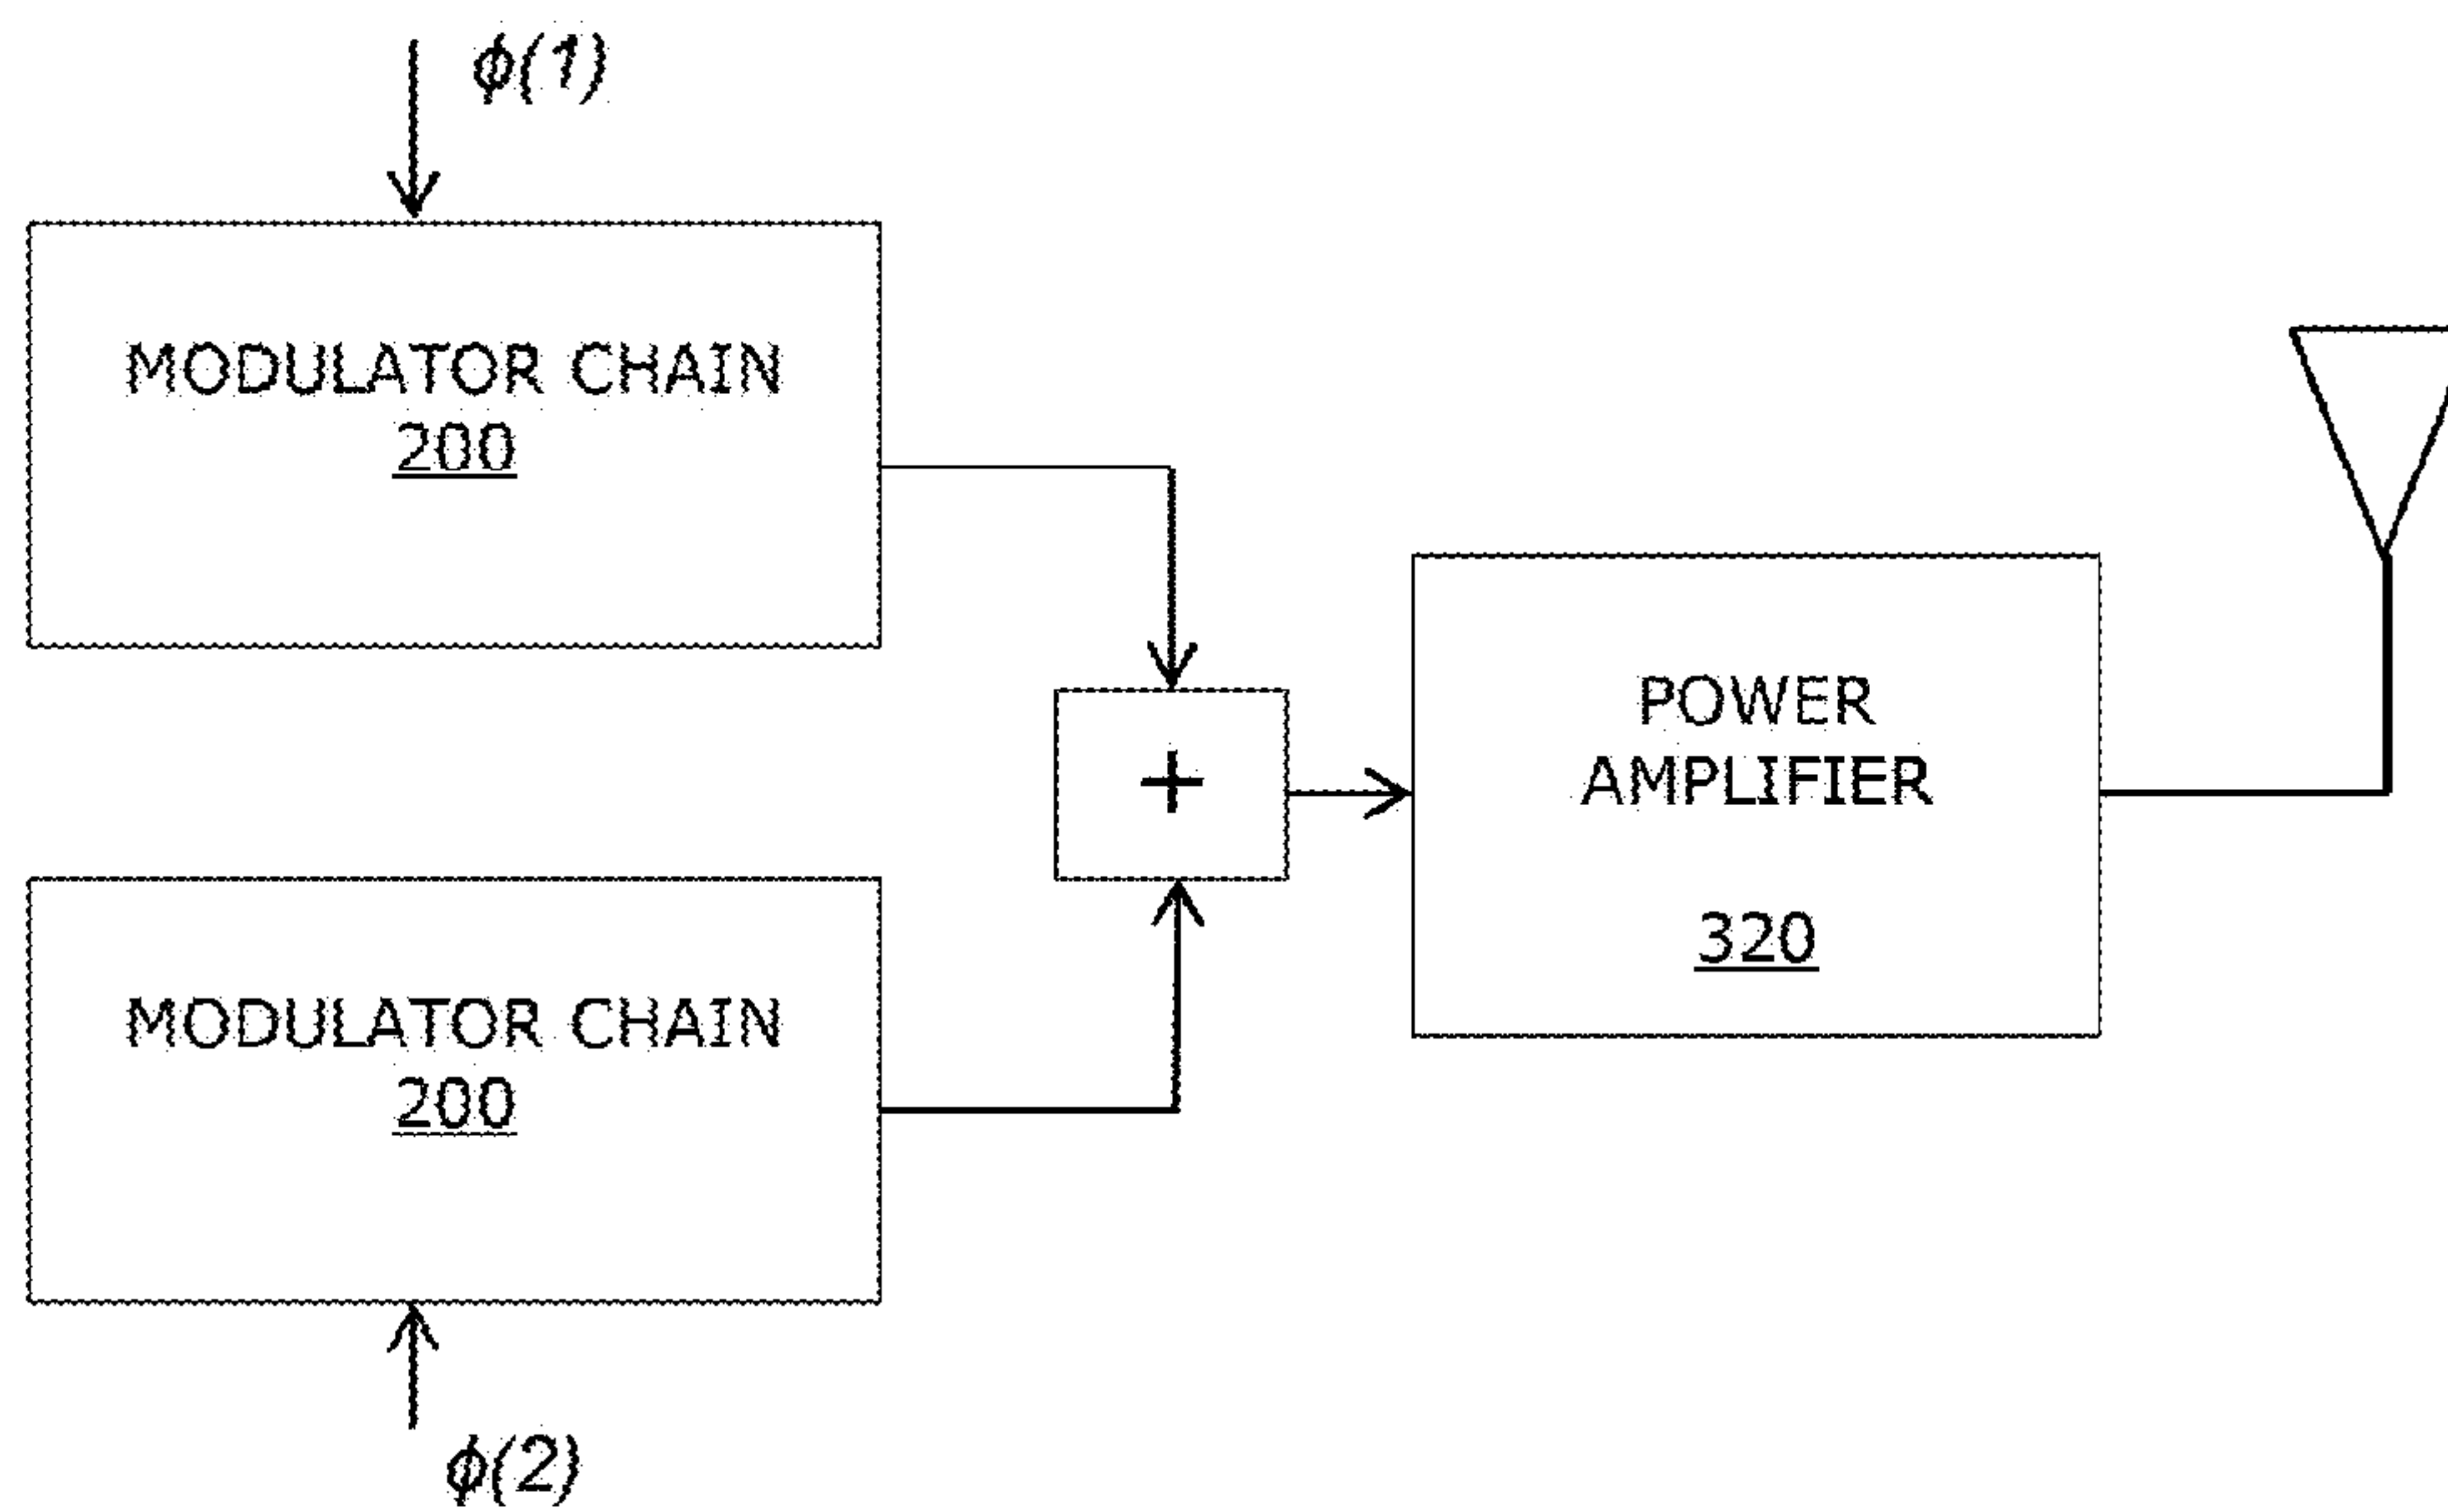 ϕ(1)
MODULATOR CHAIN
200
+
POWER
AMPLIFIER
320
MODULATOR CHAIN
200
ϕ(2)